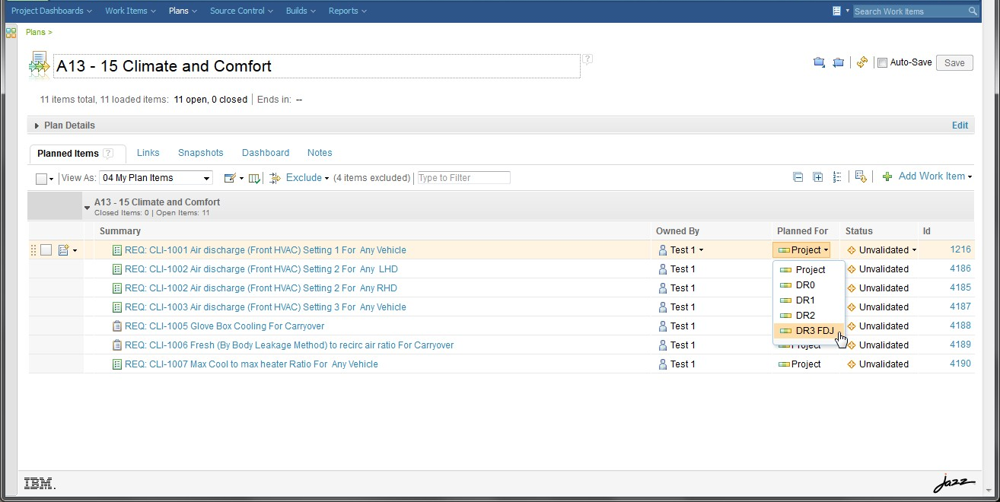 Project Dashboards Work Items Plans Source Control Builds Reports Search Work Items
Plans >
A13 - 15 Climate and Comfort ? Auto-Save Save
11 items total, 11 loaded items: 11 open, 0 closed Ends in: --
Plan Details Edit
Planned Items ? Links Snapshots Dashboard Notes
View As: 04 My Plan Items Exclude (4 items excluded) Type to Filter Add Work Item
A13 - 15 Climate and Comfort
Closed Items: 0 | Open Items: 11
Summary Owned By Planned For Status Id
REQ: CLI-1001 Air discharge (Front HVAC) Setting 1 For Any Vehicle Test 1 Project Unvalidated 1216
REQ: CLI-1002 Air discharge (Front HVAC) Setting 2 For Any LHD Test 1 Project Unvalidated 4186
REQ: CLI-1002 Air discharge (Front HVAC) Setting 2 For Any RHD Test 1 DR0 Unvalidated 4185
REQ: CLI-1003 Air discharge (Front HVAC) Setting 3 For Any Vehicle Test 1 DR1 Unvalidated 4187
DR2
REQ: CLI-1005 Glove Box Cooling For Carryover Test 1 DR3 FDJ Unvalidated 4188
REQ: CLI-1006 Fresh (By Body Leakage Method) to recirc air ratio For Carryover Test 1 Project Unvalidated 4189
REQ: CLI-1007 Max Cool to max heater Ratio For Any Vehicle Test 1 Project Unvalidated 4190
IBM. jazz